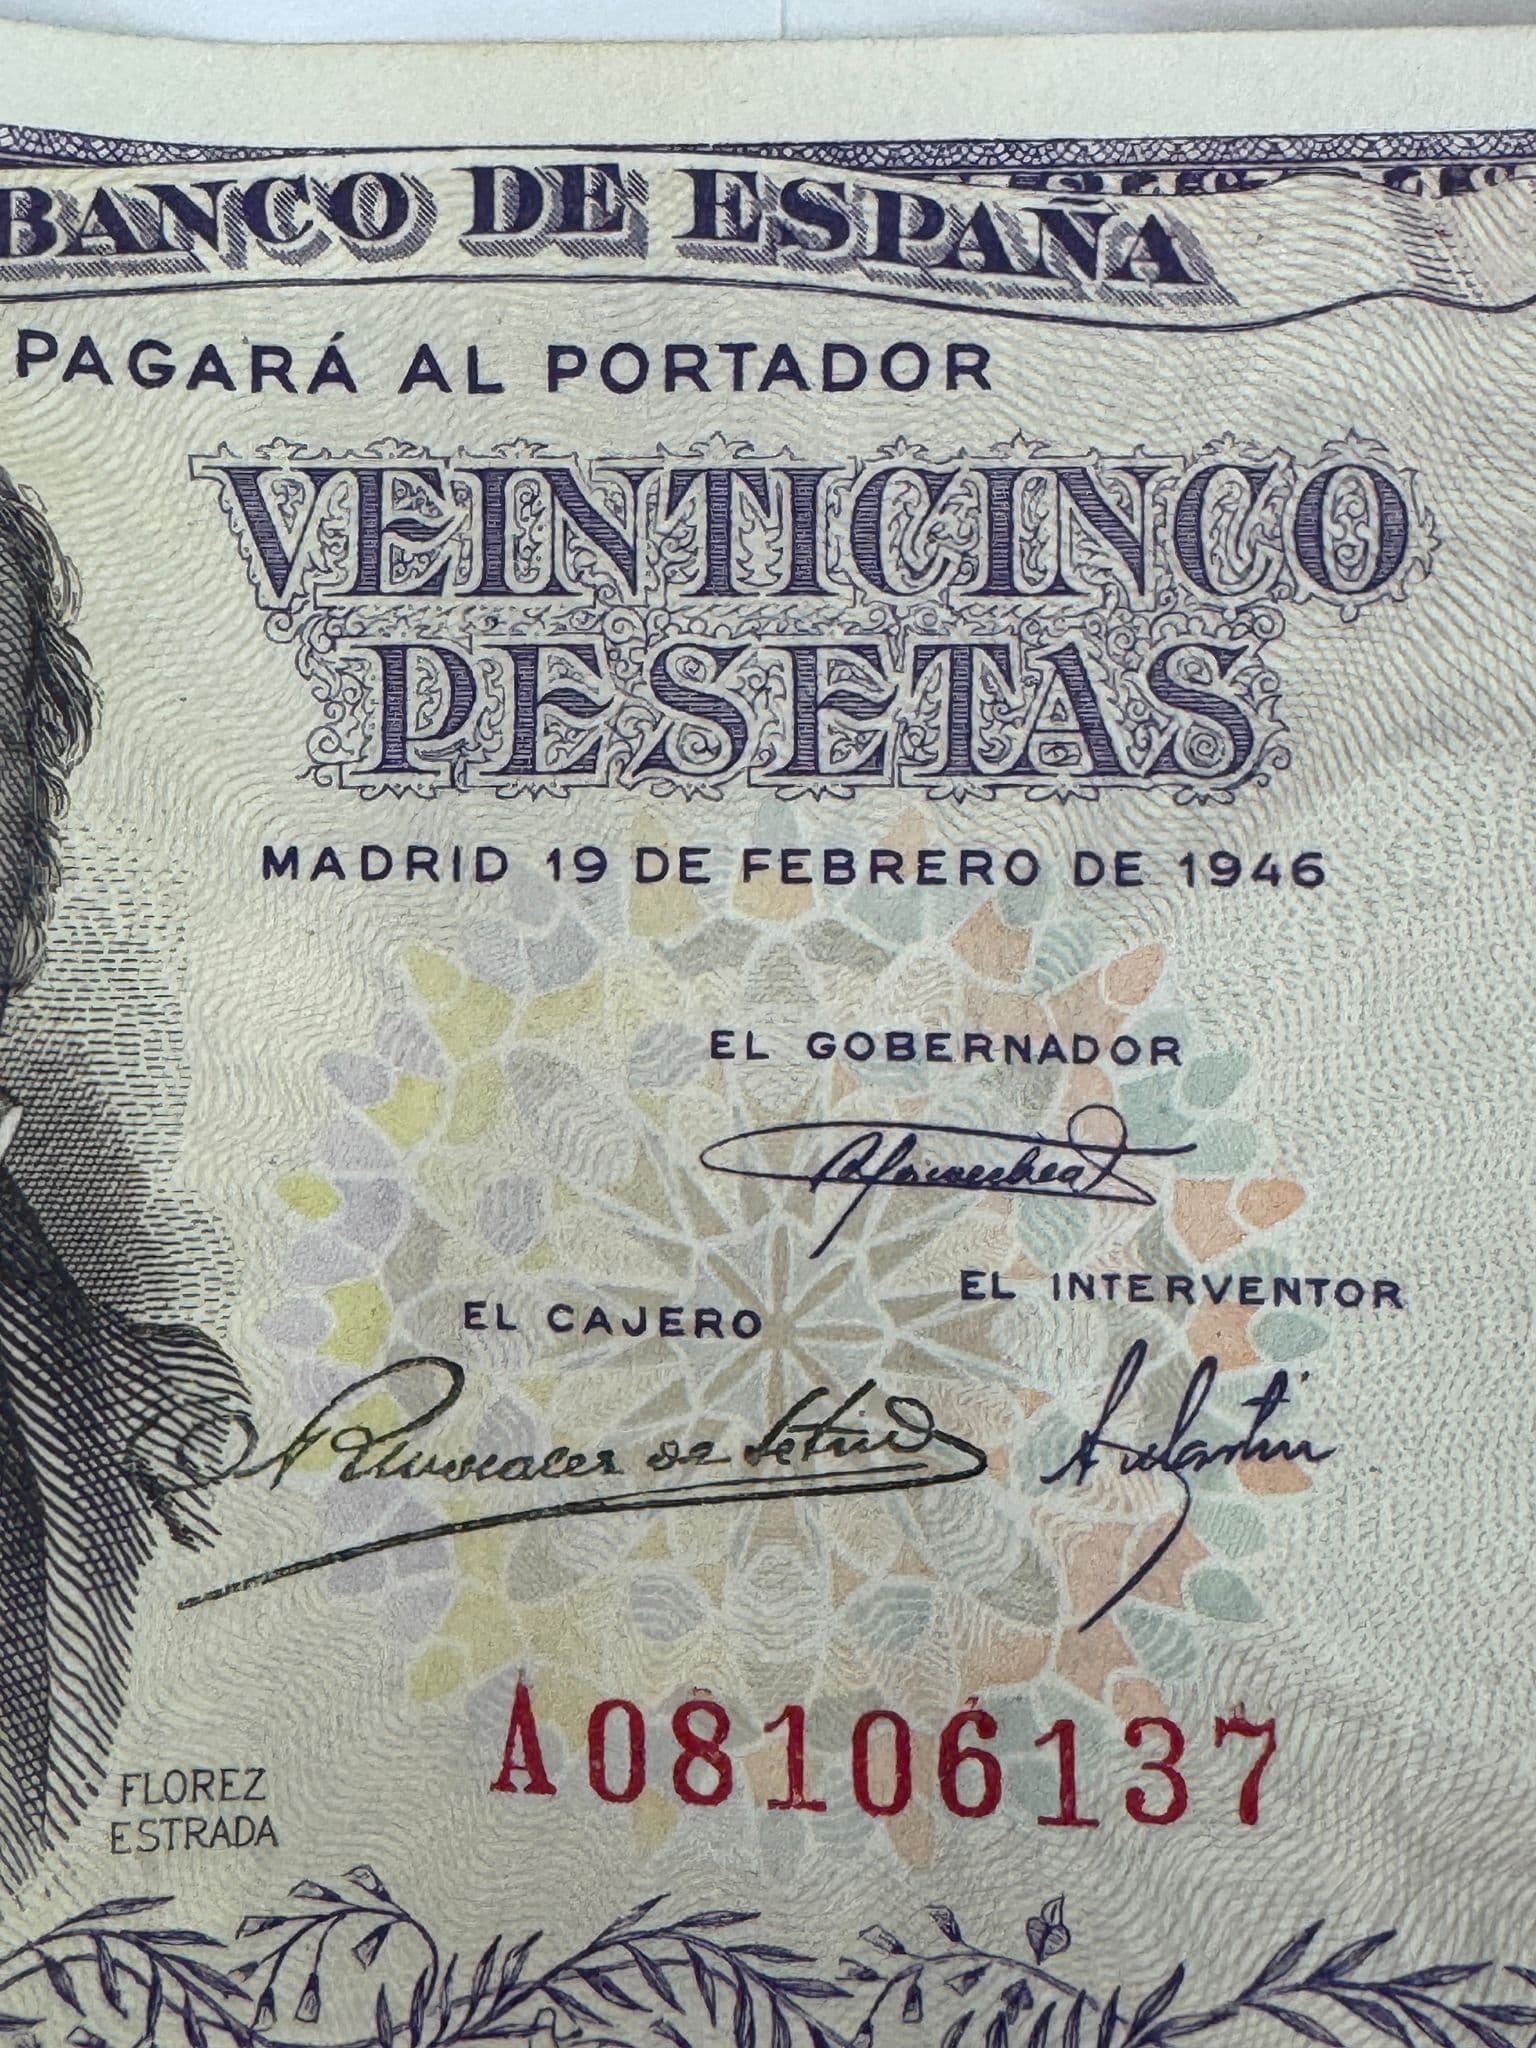 BANCO DE ESPAÑA
PAGARÁ AL PORTADOR
VEINTICINCO
PESETAS
MADRID 19 DE FEBRERO DE 1946
EL GOBERNADOR
EL INTERVENTOR
EL CAJERO
A08106137
FLOREZ
ESTRADA